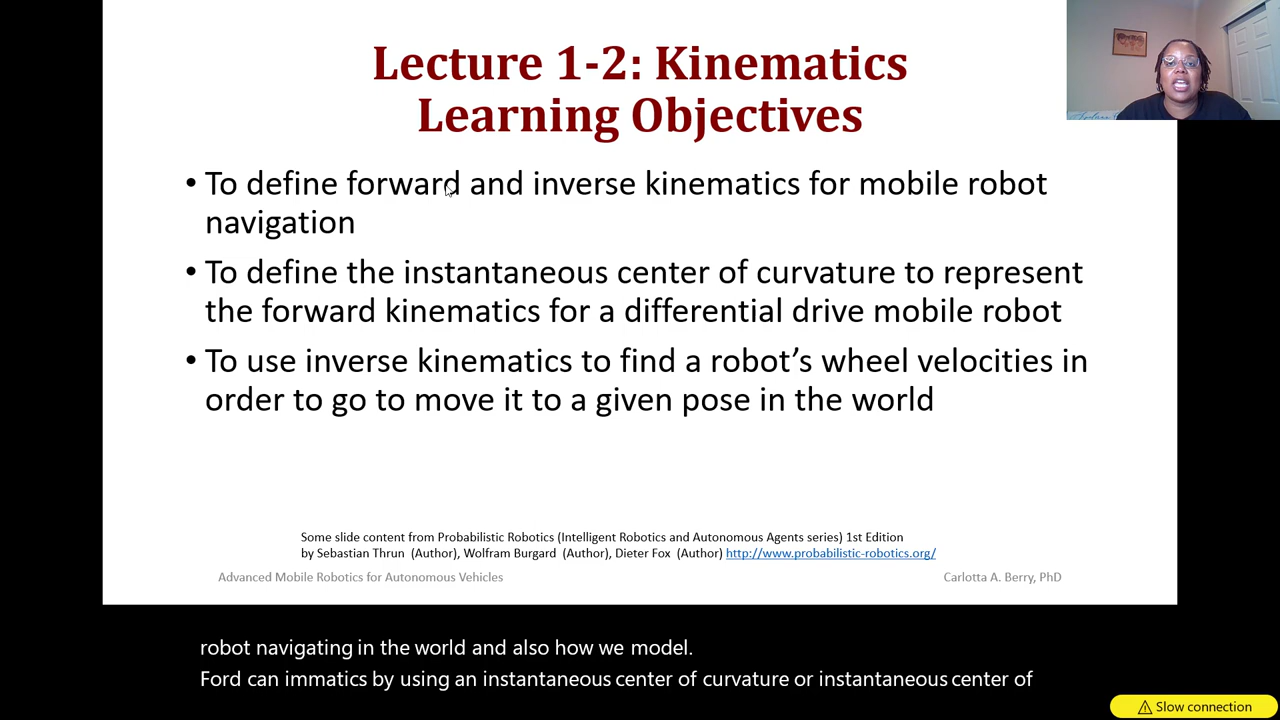 Lecture 1-2: Kinematics
Learning Objectives
• To define forward and inverse kinematics for mobile robot
navigation
• To define the instantaneous center of curvature to represent
the forward kinematics for a differential drive mobile robot
• To use inverse kinematics to find a robot’s wheel velocities in
order to go to move it to a given pose in the world
Some slide content from Probabilistic Robotics (Intelligent Robotics and Autonomous Agents series) 1st Edition
by Sebastian Thrun (Author), Wolfram Burgard (Author), Dieter Fox (Author) http://www.probabilistic-robotics.org/
Advanced Mobile Robotics for Autonomous Vehicles
Carlotta A. Berry, PhD
robot navigating in the world and also how we model.
Ford can immatics by using an instantaneous center of curvature or instantaneous center of
Slow connection